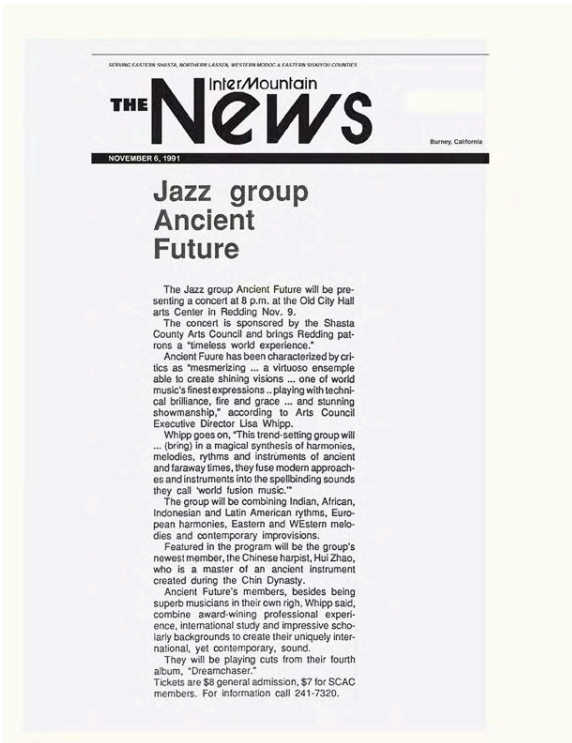 SERVING EASTERN SHASTA, NORTHERN LASSEN, WESTERN MODOC & EASTERN SISKIYOU COUNTIES
InterMountain
THE News
Burney, California
NOVEMBER 6, 1991
Jazz group
Ancient
Future
The Jazz group Ancient Future will be pre-
senting a concert at 8 p.m. at the Old City Hall
arts Center in Redding Nov. 9.
The concert is sponsored by the Shasta
County Arts Council and brings Redding pat-
rons a "timeless world experience."
Ancient Fuure has been characterized by cri-
tics as "mesmerizing ... a virtuoso ensemple
able to create shining visions ... one of world
music's finest expressions .. playing with techni-
cal brilliance, fire and grace ... and stunning
showmanship," according to Arts Council
Executive Director Lisa Whipp.
Whipp goes on, "This trend-setting group will
... (bring) in a magical synthesis of harmonies,
melodies, rythms and instruments of ancient
and faraway times, they fuse modern approach-
es and instruments into the spellbinding sounds
they call 'world fusion music.'"
The group will be combining Indian, African,
Indonesian and Latin American rythms, Euro-
pean harmonies, Eastern and WEstern melo-
dies and contemporary improvisions.
Featured in the program will be the group's
newest member, the Chinese harpist, Hui Zhao,
who is a master of an ancient instrument
created during the Chin Dynasty.
Ancient Future's members, besides being
superb musicians in their own righ, Whipp said,
combine award-wining professional experi-
ence, international study and impressive scho-
larly backgrounds to create their uniquely inter-
national, yet contemporary, sound.
They will be playing cuts from their fourth
album, "Dreamchaser."
Tickets are $8 general admission, $7 for SCAC
members. For information call 241-7320.